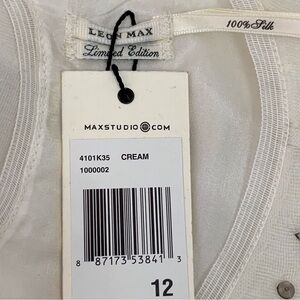 LEON MAX
Limited Edition
100% Silk
MAXSTUDIO COM
4101K35 CREAM
1000002
8 87173 53841 3
12